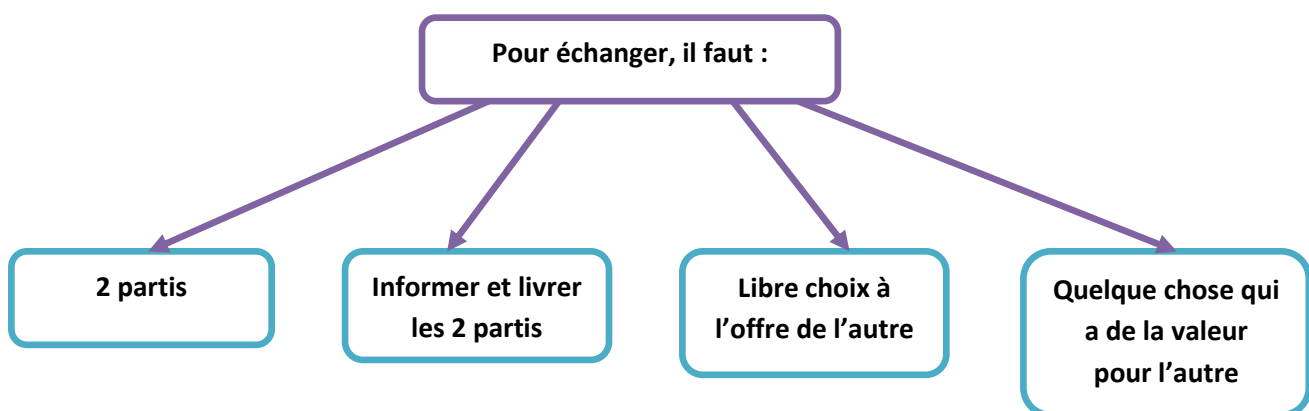 Pour échanger, il faut :
2 partis
Informer et livrer
les 2 partis
Libre choix à
l’offre de l’autre
Quelque chose qui
a de la valeur
pour l’autre